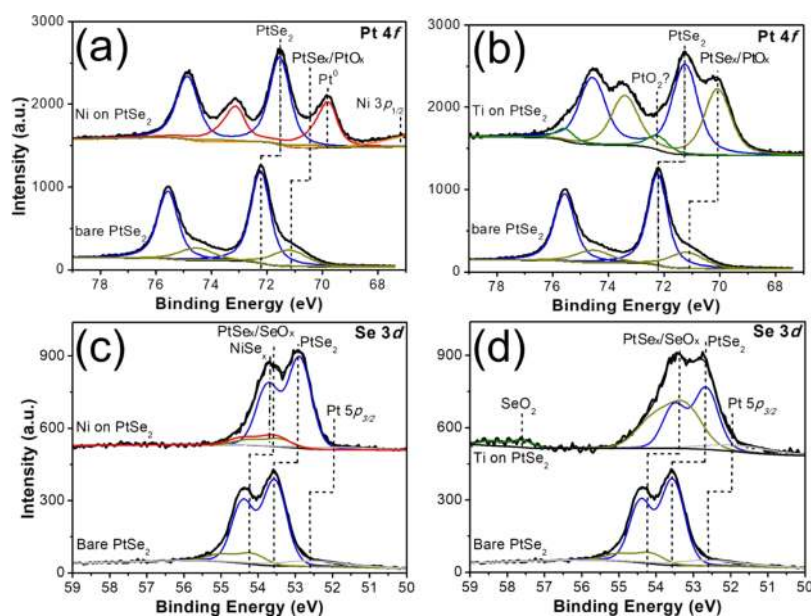 (a)
Pt 4f
PtSe2
PtSex/PtOx
Pt0
Ni 3p1/2
Ni on PtSe2
bare PtSe2
3000
2000
1000
0
78 76 74 72 70 68
Binding Energy (eV)
Intensity (a.u.)
(b)
Pt 4f
PtSe2
PtSex/PtOx
PtO2?
Ti on PtSe2
bare PtSe2
3000
2000
1000
0
78 76 74 72 70 68
Binding Energy (eV)
(c)
Se 3d
PtSex/SeOx
NiSex
PtSe2
Pt 5p3/2
Ni on PtSe2
Bare PtSe2
900
600
300
0
59 58 57 56 55 54 53 52 51 50
Binding Energy (eV)
Intensity (a.u.)
(d)
Se 3d
PtSex/SeOx
PtSe2
SeO2
Pt 5p3/2
Ti on PtSe2
Bare PtSe2
900
600
300
0
59 58 57 56 55 54 53 52 51 50
Binding Energy (eV)